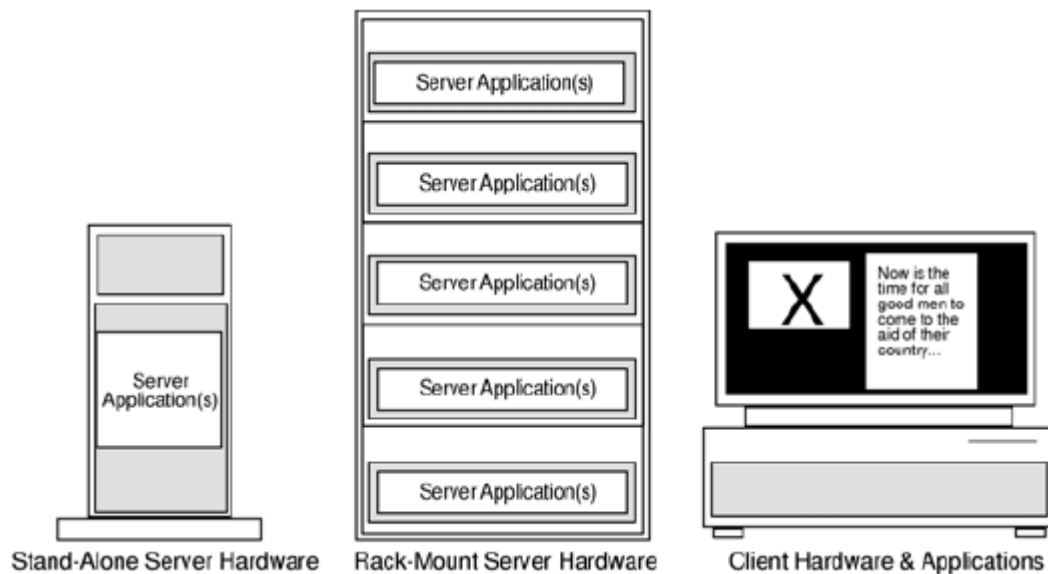 Server Application(s)
Server Application(s)
Server Application(s)
Server Application(s)
Server Application(s)
Server
Application(s)
X
Now is the
time for all
good men to
come to the
aid of their
country...
Stand-Alone Server Hardware
Rack-Mount Server Hardware
Client Hardware & Applications